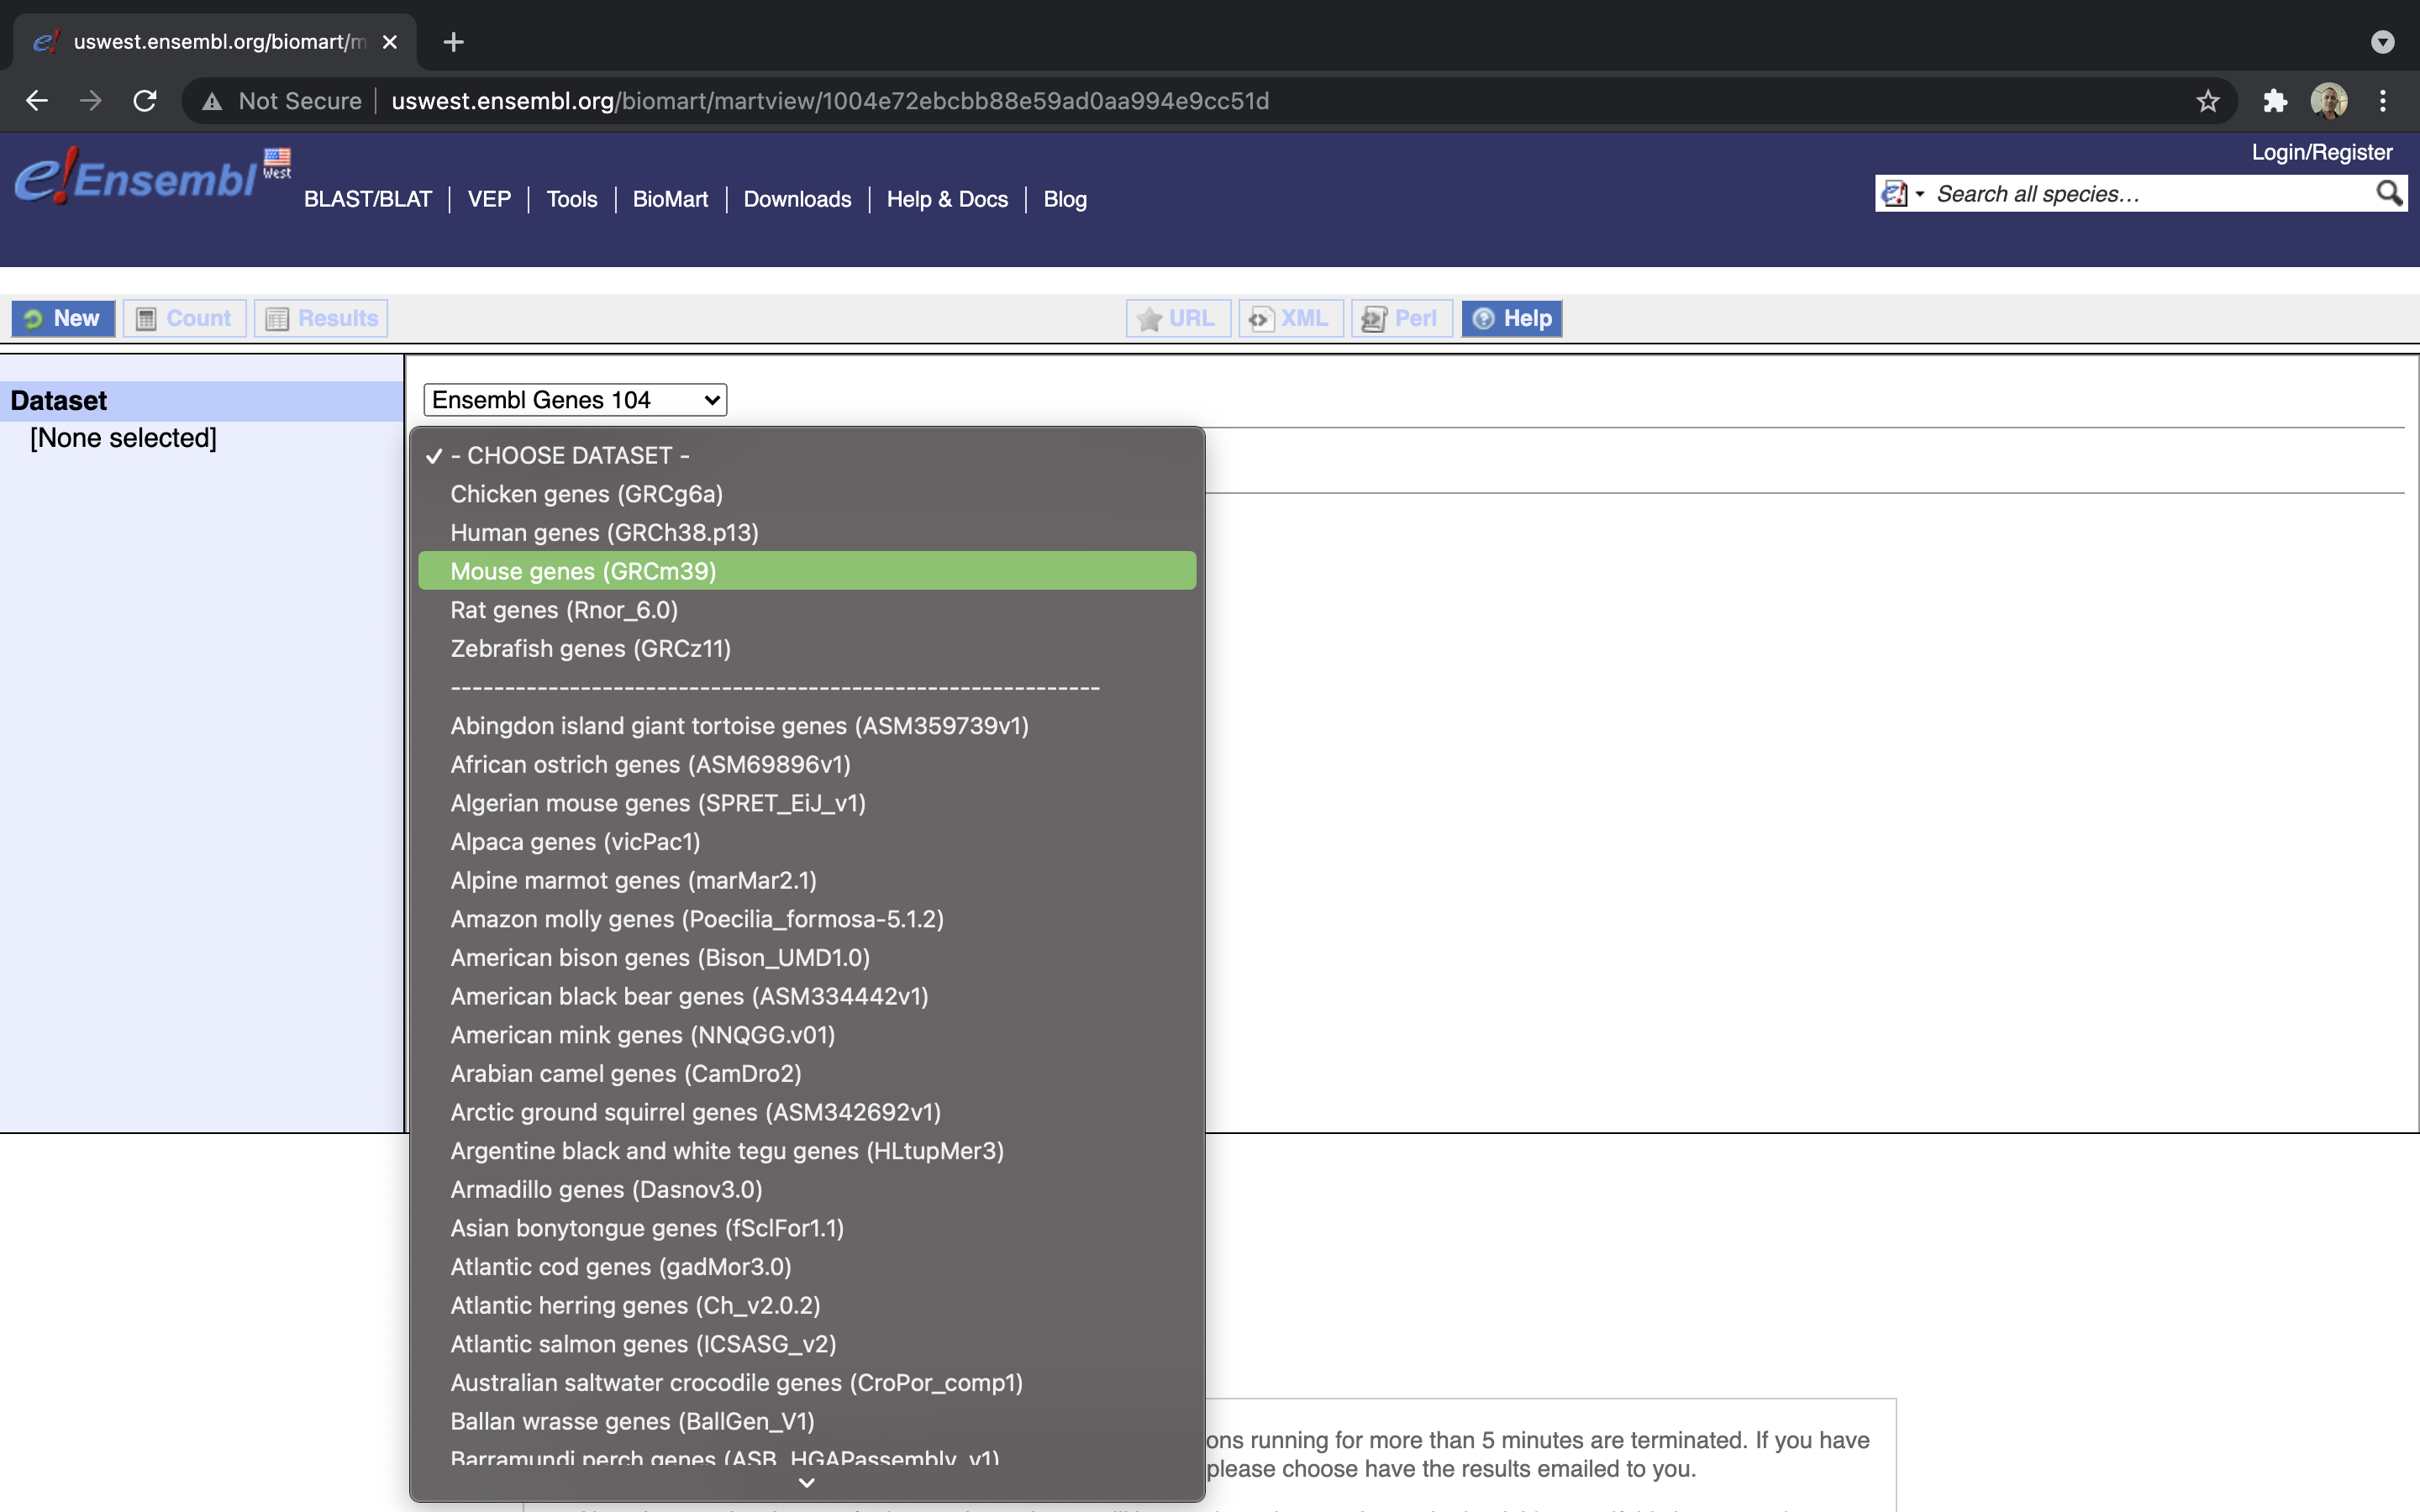 uswest.ensembl.org/biomart/m
Not Secure uswest.ensembl.org/biomart/martview/1004e72ebcbb88e59ad0aa994e9cc51d
Login/Register
e!Ensembl West
BLAST/BLAT | VEP | Tools | BioMart | Downloads | Help & Docs | Blog
Search all species...
New Count Results URL XML Perl Help
Dataset
[None selected]
Ensembl Genes 104
- CHOOSE DATASET -
Chicken genes (GRCg6a)
Human genes (GRCh38.p13)
Mouse genes (GRCm39)
Rat genes (Rnor_6.0)
Zebrafish genes (GRCz11)
------------------------------------------------------------
Abingdon island giant tortoise genes (ASM359739v1)
African ostrich genes (ASM69896v1)
Algerian mouse genes (SPRET_EiJ_v1)
Alpaca genes (vicPac1)
Alpine marmot genes (marMar2.1)
Amazon molly genes (Poecilia_formosa-5.1.2)
American bison genes (Bison_UMD1.0)
American black bear genes (ASM334442v1)
American mink genes (NNQGG.v01)
Arabian camel genes (CamDro2)
Arctic ground squirrel genes (ASM342692v1)
Argentine black and white tegu genes (HLtupMer3)
Armadillo genes (Dasnov3.0)
Asian bonytongue genes (fSclFor1.1)
Atlantic cod genes (gadMor3.0)
Atlantic herring genes (Ch_v2.0.2)
Atlantic salmon genes (ICSASG_v2)
Australian saltwater crocodile genes (CroPor_comp1)
Ballan wrasse genes (BallGen_V1)
Barramundi perch genes (ASB_HGAPassembly_v1)
ons running for more than 5 minutes are terminated. If you have
please choose have the results emailed to you.